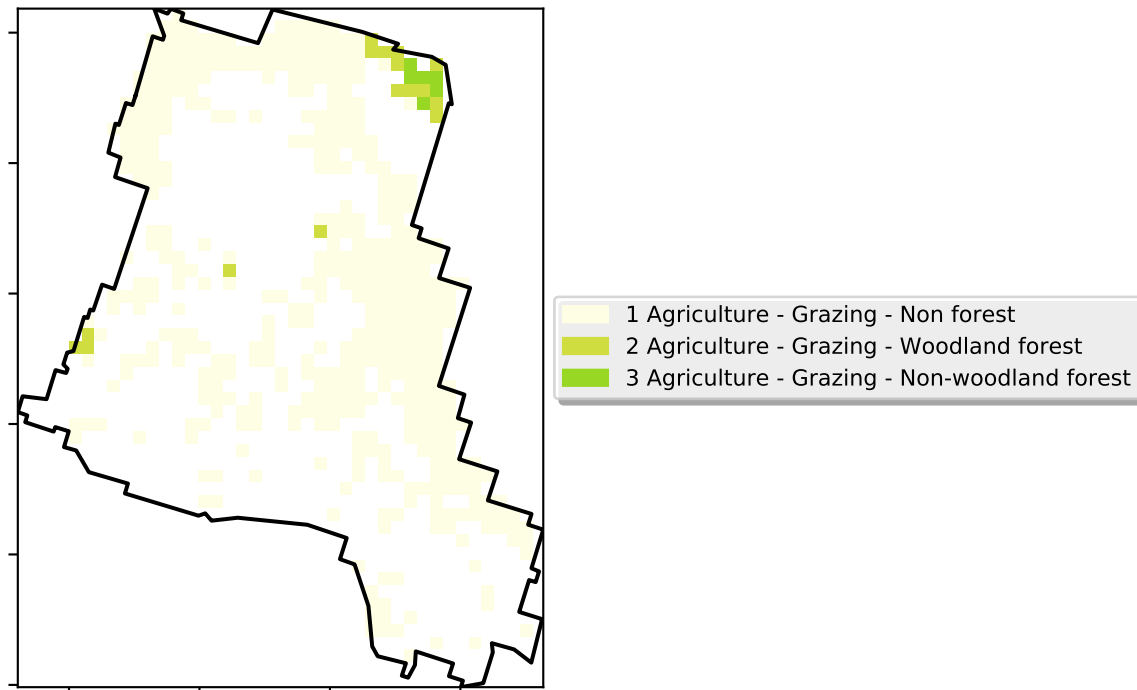 1 Agriculture - Grazing - Non forest
2 Agriculture - Grazing - Woodland forest
3 Agriculture - Grazing - Non-woodland forest